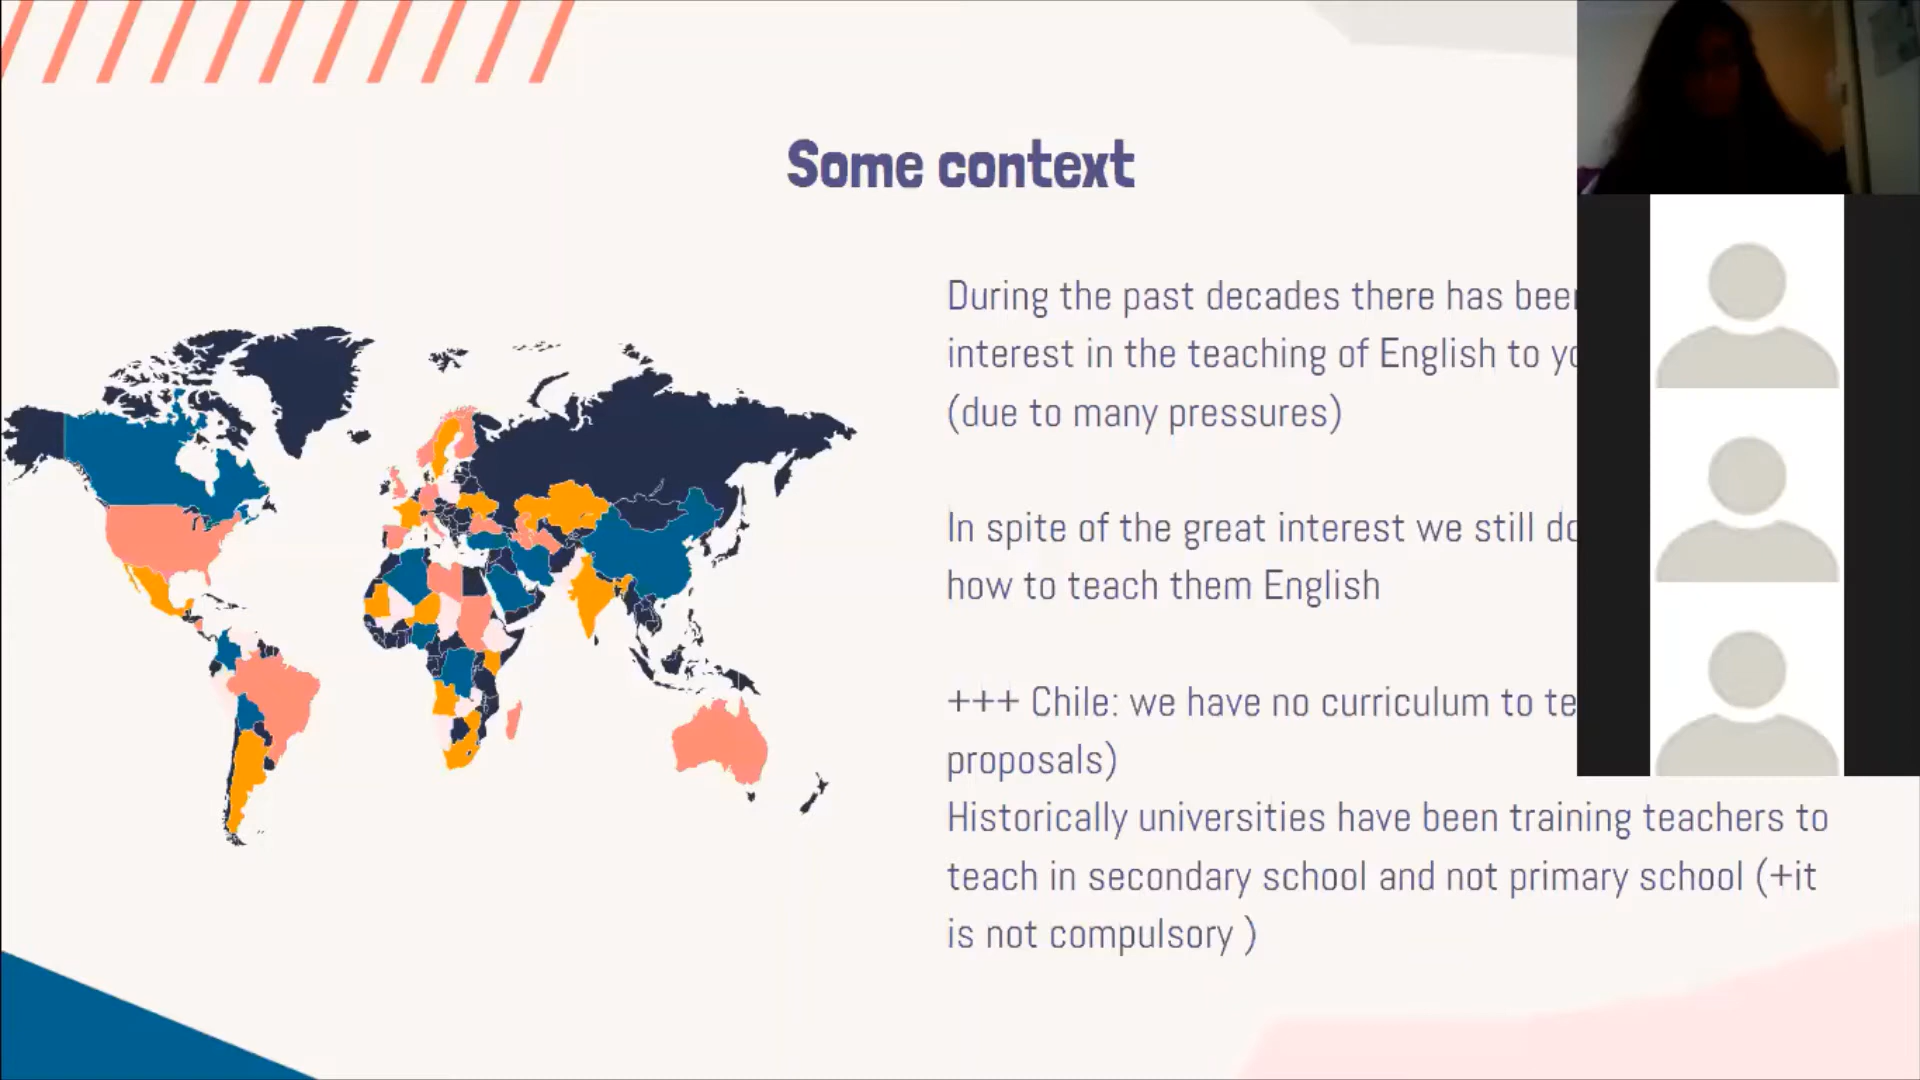 Some context
During the past decades there has been
interest in the teaching of English to
(due to many pressures)
In spite of the great interest we still
how to teach them English
+++ Chile: we have no curriculum to
proposals)
Historically universities have been training teachers to
teach in secondary school and not primary school (+it
is not compulsory )